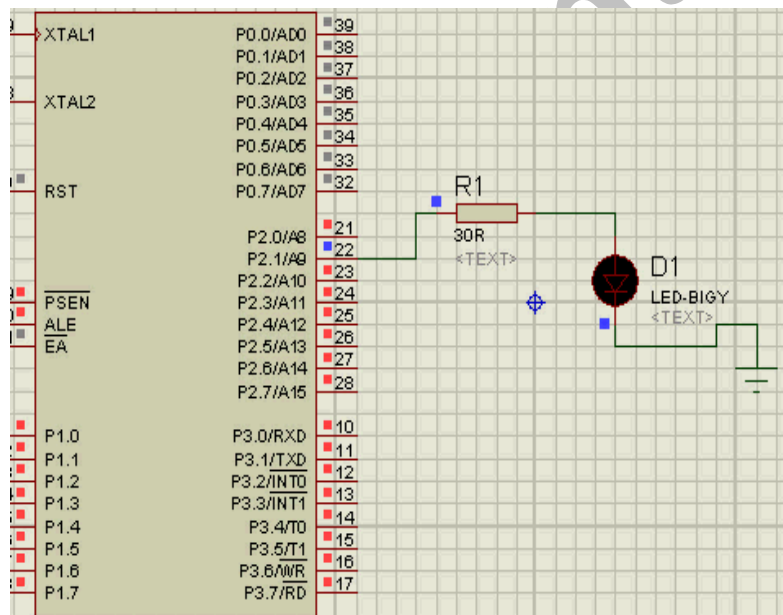 XTAL1
XTAL2
RST
PSEN
ALE
EA
P1.0
P1.1
P1.2
P1.3
P1.4
P1.5
P1.6
P1.7
P0.0/AD0 39
P0.1/AD1 38
P0.2/AD2 37
P0.3/AD3 36
P0.4/AD4 35
P0.5/AD5 34
P0.6/AD6 33
P0.7/AD7 32
P2.0/A8 21
P2.1/A9 22
P2.2/A10 23
P2.3/A11 24
P2.4/A12 25
P2.5/A13 26
P2.6/A14 27
P2.7/A15 28
P3.0/RXD 10
P3.1/TXD 11
P3.2/INT0 12
P3.3/INT1 13
P3.4/T0 14
P3.5/T1 15
P3.6/WR 16
P3.7/RD 17
R1
30R
<TEXT>
D1
LED-BIGY
<TEXT>